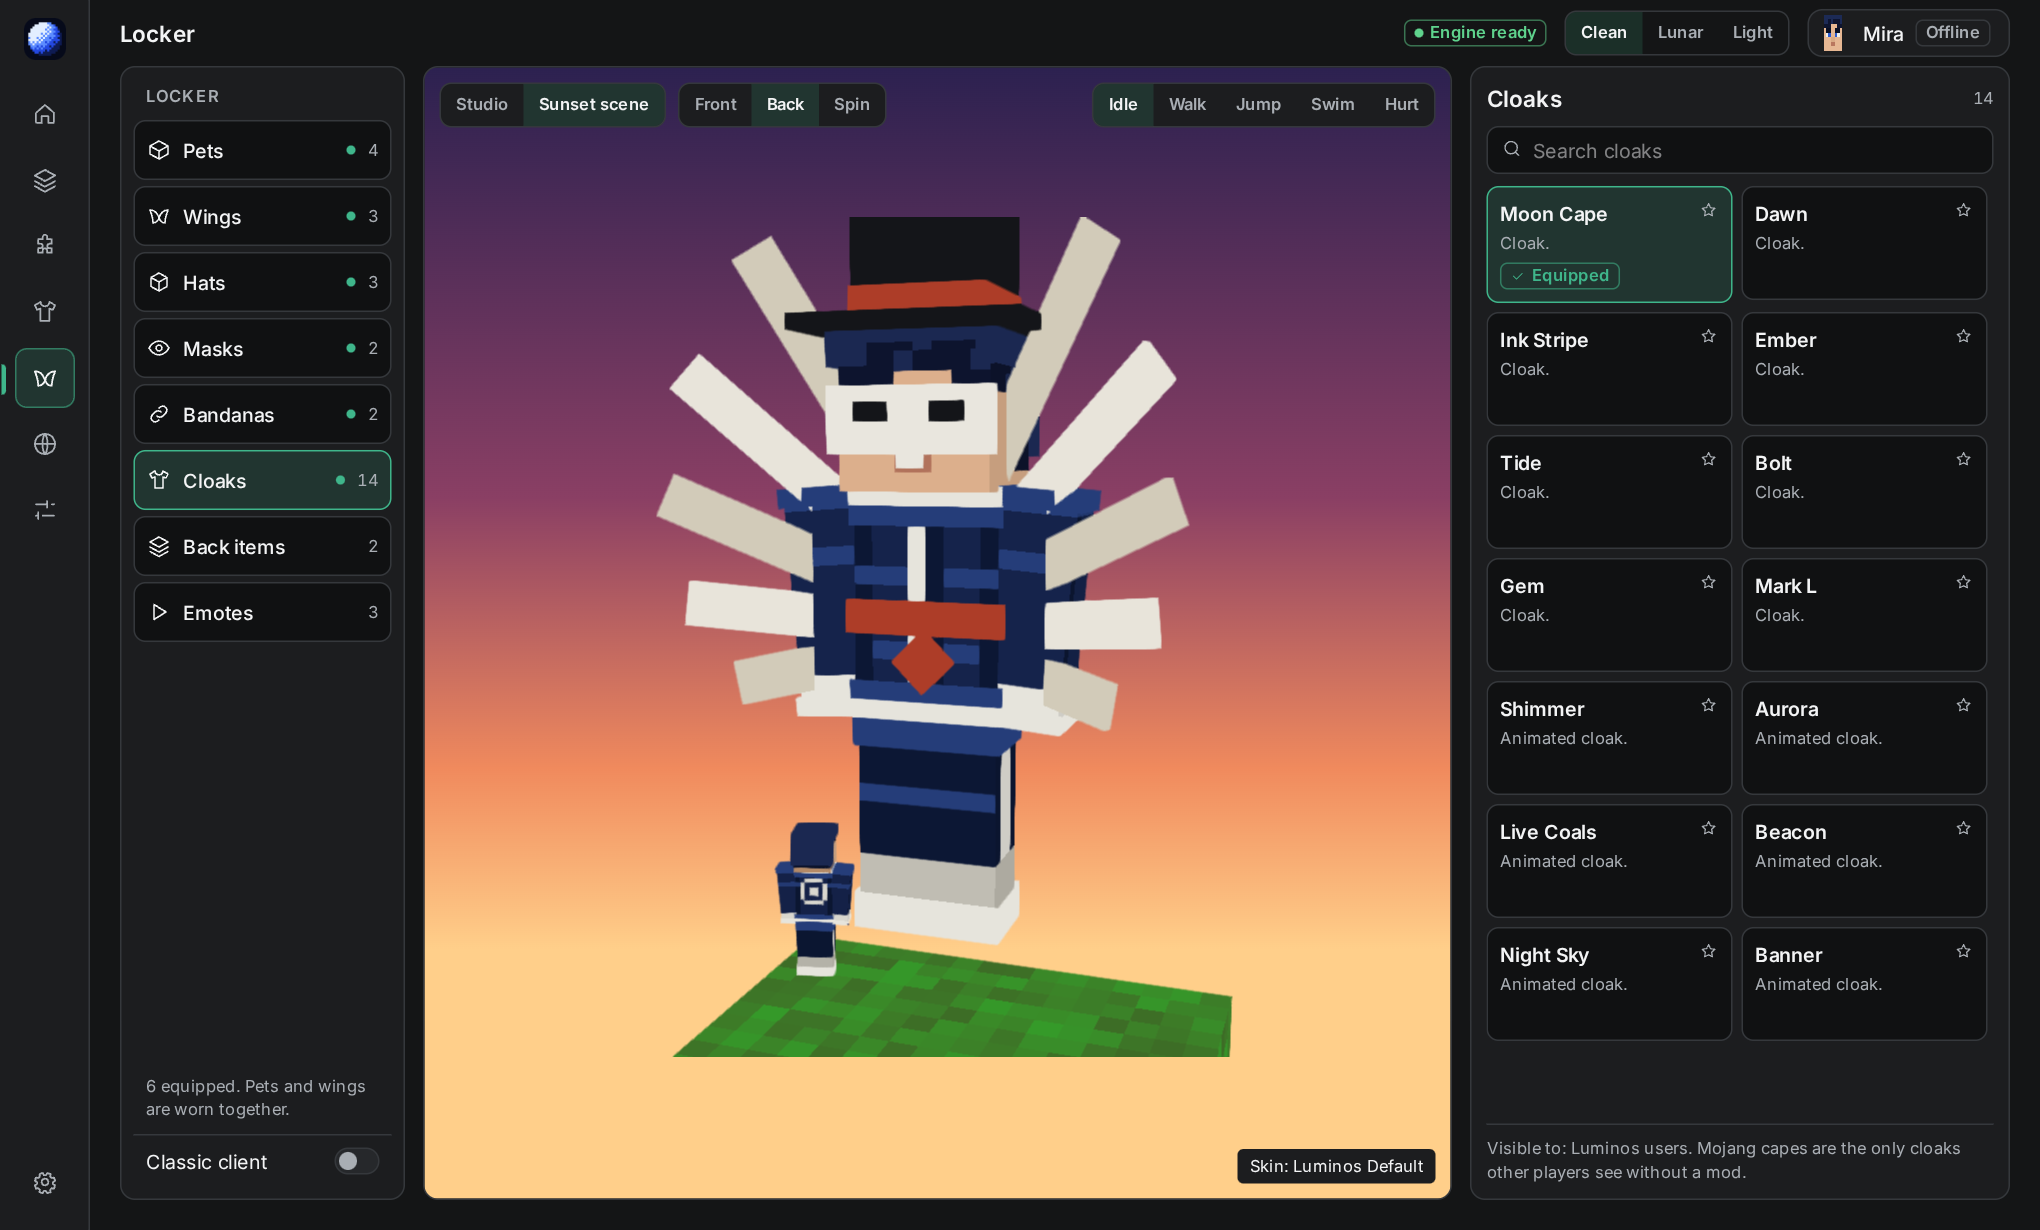 Locker
Engine ready
Clean
Lunar
Light
Mira
Offline
LOCKER
Pets
4
Wings
3
Hats
3
Masks
2
Bandanas
2
Cloaks
14
Back items
2
Emotes
3
6 equipped. Pets and wings
are worn together.
Classic client
Studio
Sunset scene
Front
Back
Spin
Idle
Walk
Jump
Swim
Hurt
Skin: Luminos Default
Cloaks
14
Search cloaks
Moon Cape
Cloak.
Equipped
Dawn
Cloak.
Ink Stripe
Cloak.
Ember
Cloak.
Tide
Cloak.
Bolt
Cloak.
Gem
Cloak.
Mark L
Cloak.
Shimmer
Animated cloak.
Aurora
Animated cloak.
Live Coals
Animated cloak.
Beacon
Animated cloak.
Night Sky
Animated cloak.
Banner
Animated cloak.
Visible to: Luminos users. Mojang capes are the only cloaks
other players see without a mod.